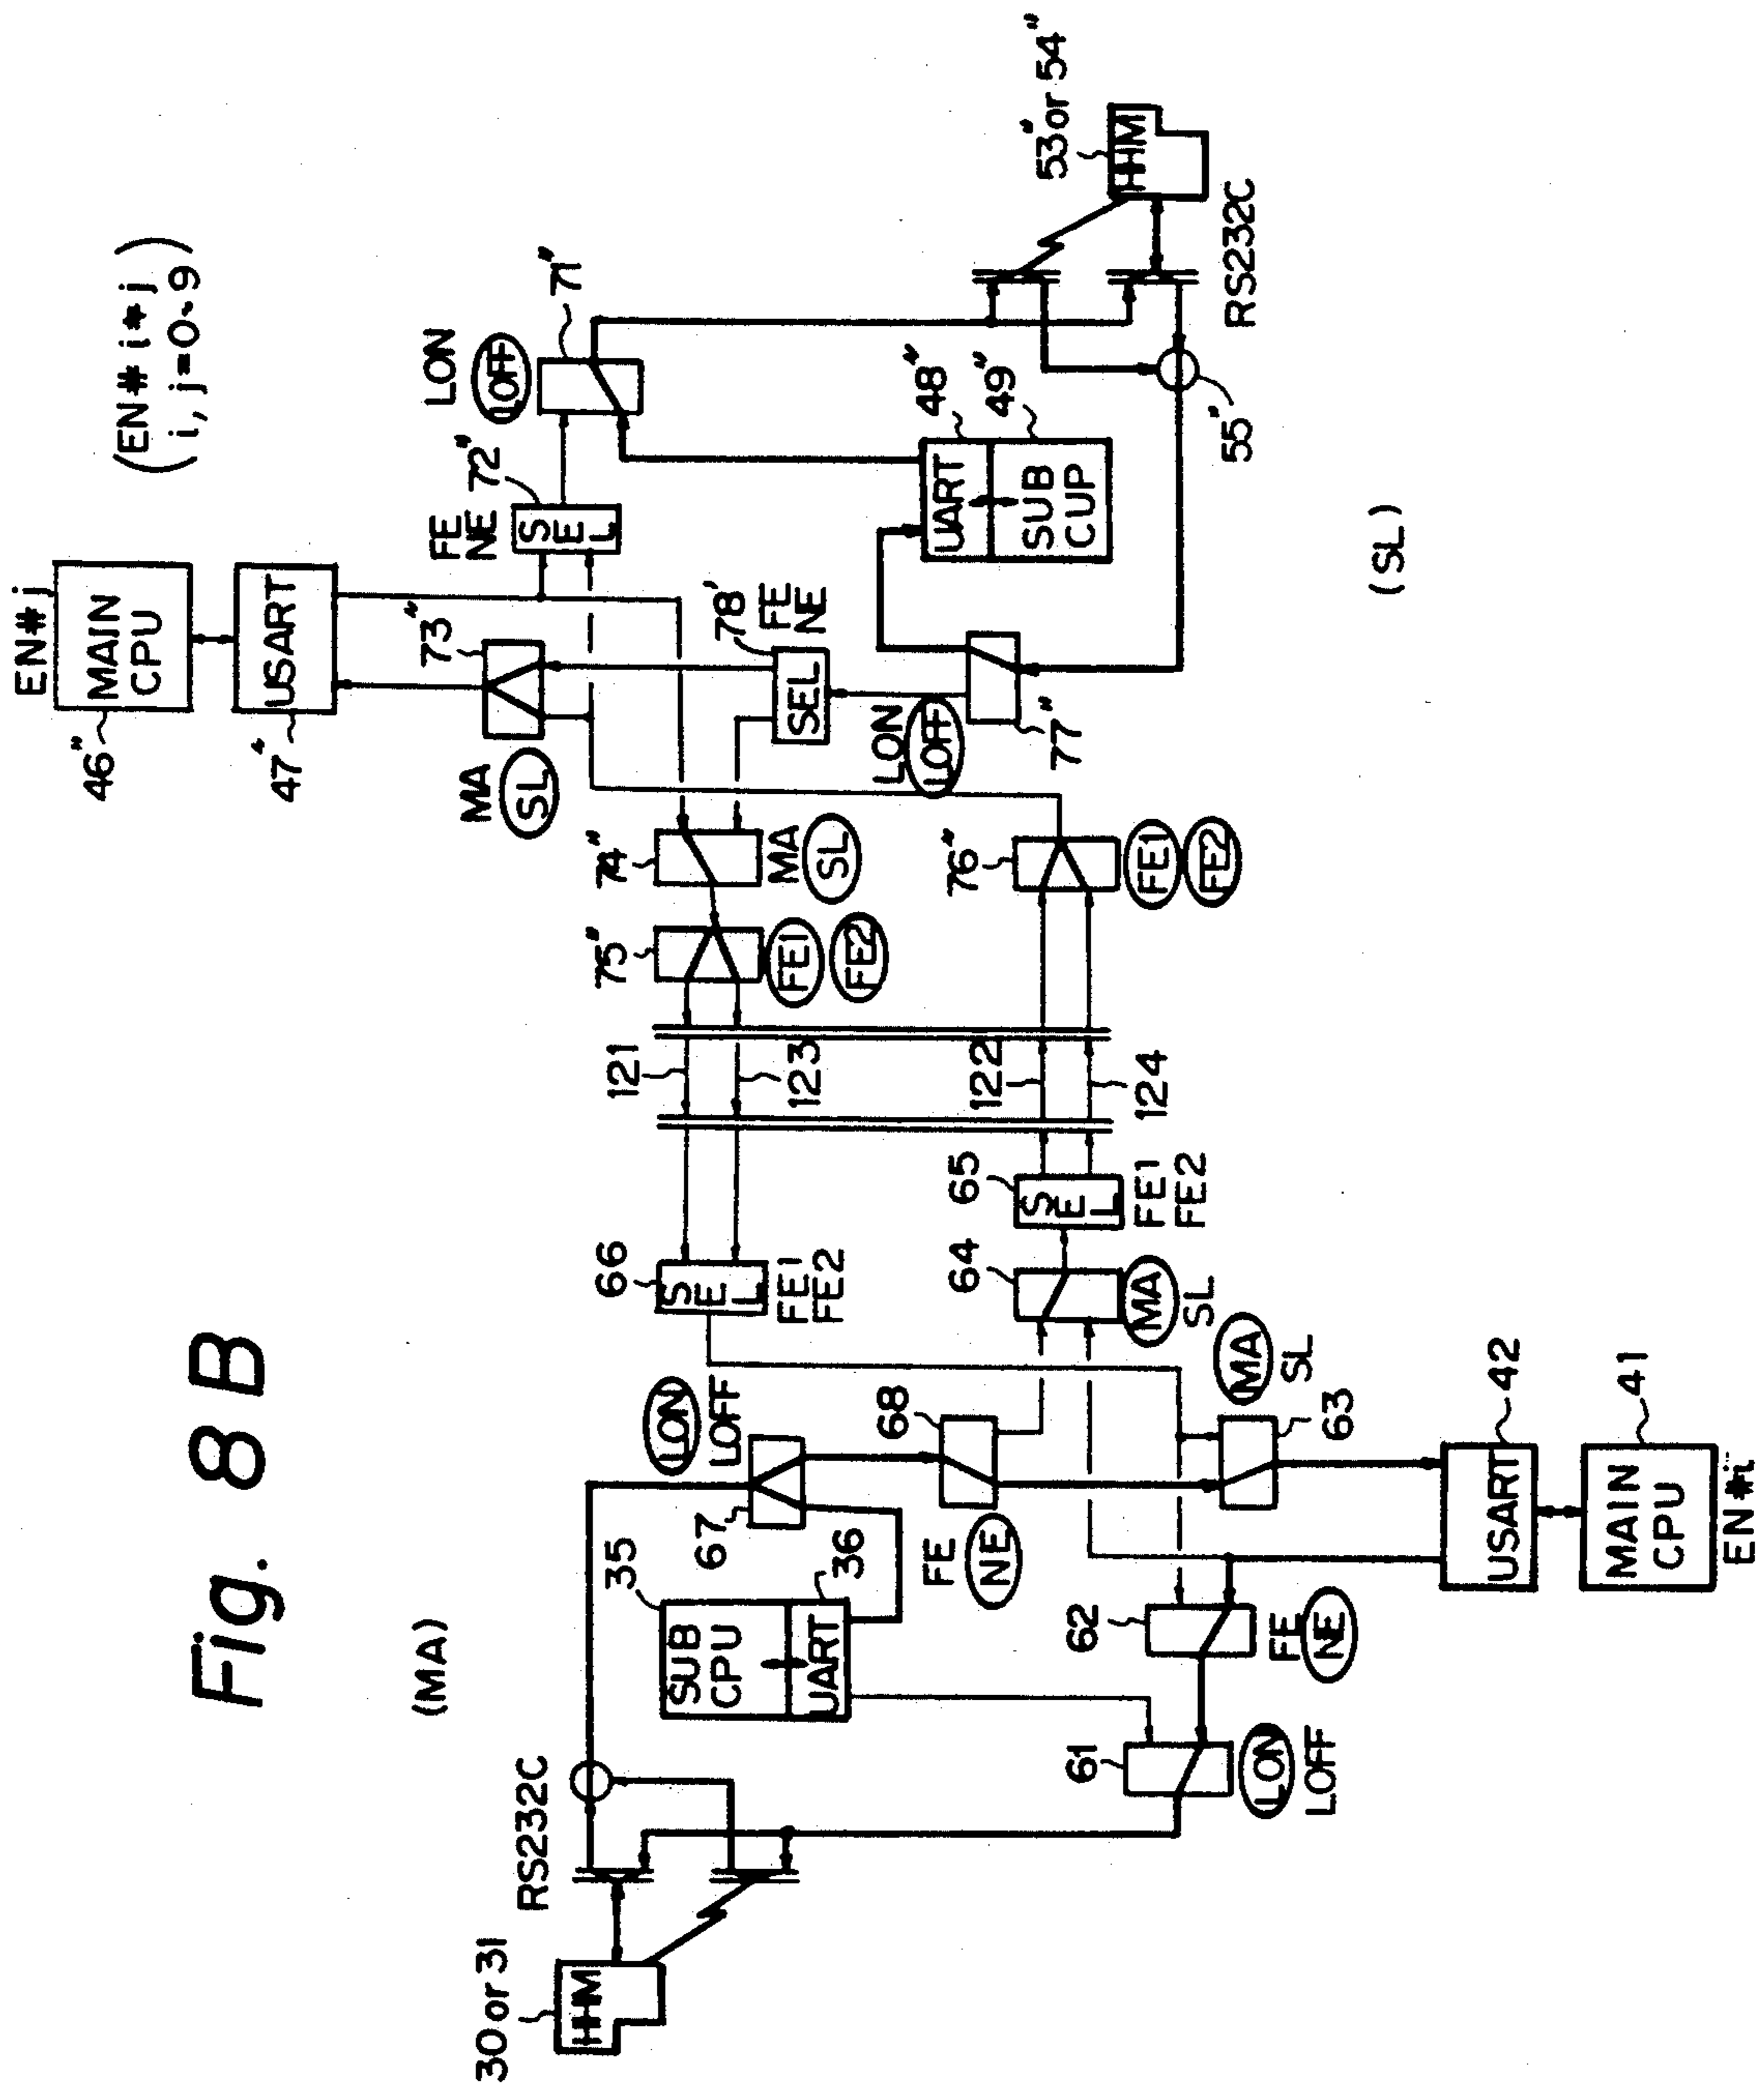 Fig. 8 B
(MA)
30 or 31
HHM
RS232C
35
SUB
CPU
UART
36
67
LON
LOFF
68
FE
NE
61
LON
LOFF
62
FE
NE
63
MA
SL
USART
42
MAIN
CPU
41
EN#i
66
SEL
FE1
FE2
64
MA
SL
65
SEL
FE1
FE2
121
123
122
124
75"
FE1
FE2
74"
MA
SL
76"
FE1
FE2
(EN# i * j)
i, j=0~9
EN# j
MAIN
CPU
46"
USART
47"
73"
MA
SL
FE
NE
72"
SEL
LON
LOFF
71"
78'
FE
NE
SEL
LON
LOFF
77"
UART
48"
SUB
CUP
49"
55"
RS232C
53" or 54"
HHM
(SL)